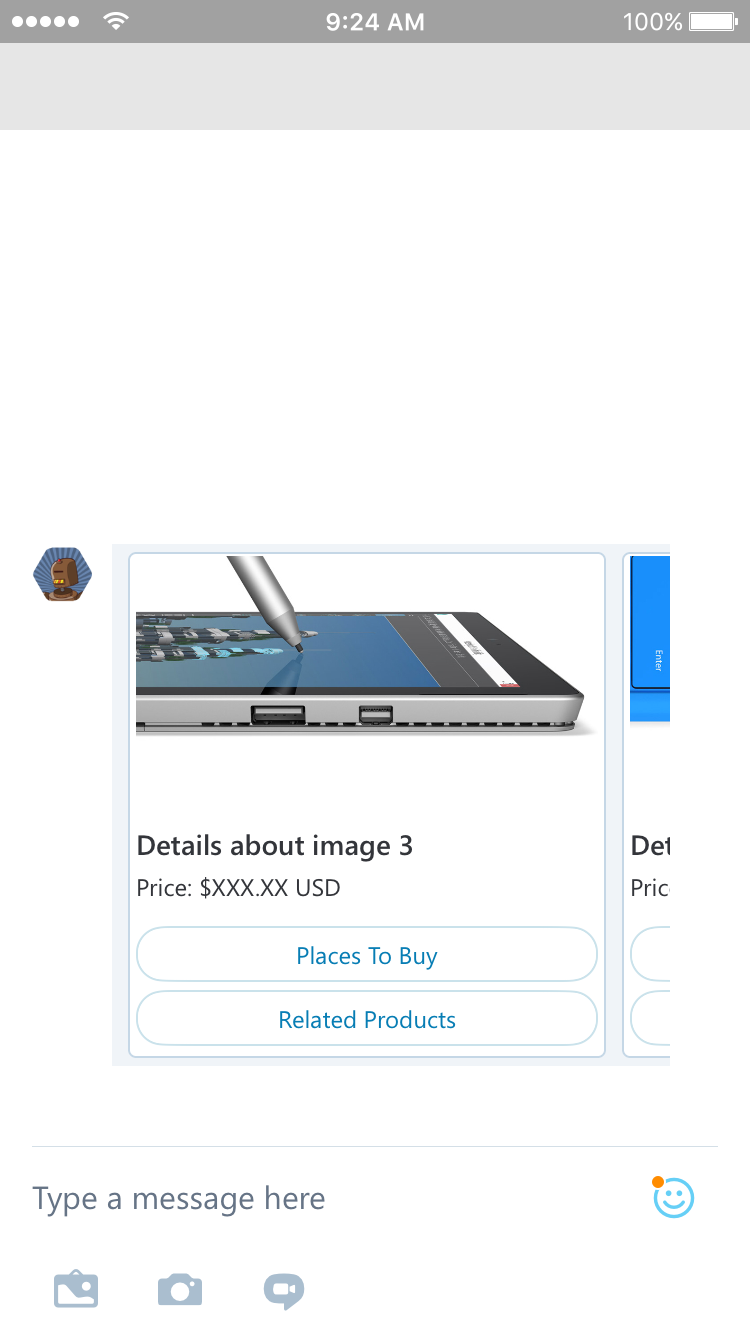 9:24 AM 100%
Enter
Details about image 3
Det
Price: $XXX.XX USD
Pric
Places To Buy
Related Products
Type a message here